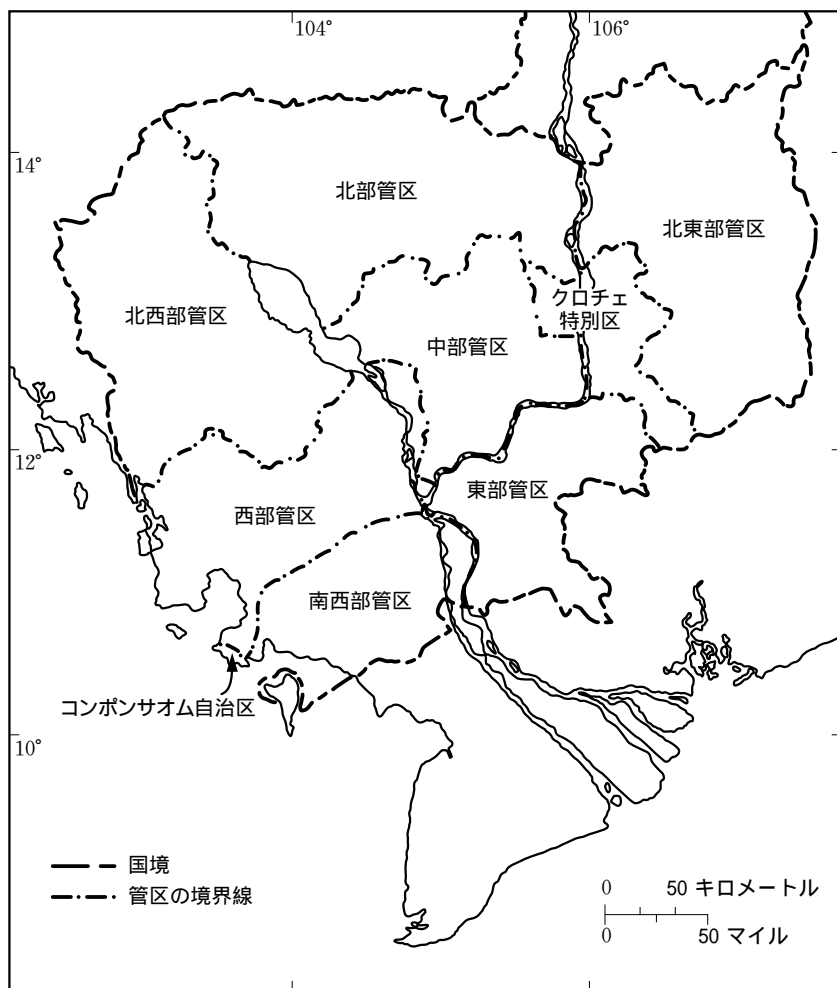 104°
106°
14°
北部管区
北東部管区
北西部管区
クロチェ
特別区
中部管区
12°
東部管区
西部管区
南西部管区
コンポンサオム自治区
10°
国境
管区の境界線
0 50 キロメートル
0 50 マイル